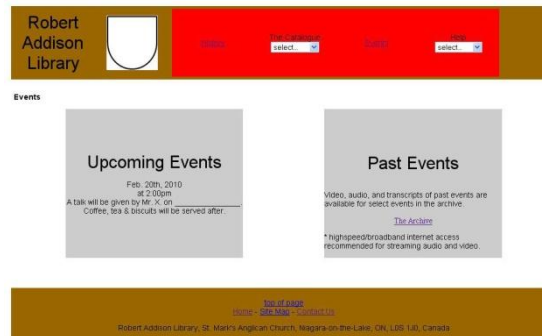 Robert
Addison
Library
Home
The Catalogue
select..
Events
Help
select..
Events
Upcoming Events
Feb. 20th, 2010
at 2:00pm
A talk will be given by Mr. X. on ____________________
Coffee, tea & biscuits will be served after.
Past Events
Video, audio, and transcripts of past events are
available for select events in the archive.
The Archive
* highspeed/broadband internet access
recommended for streaming audio and video.
top of page
Home - Site Map - Contact Us
Robert Addison Library, St. Mark's Anglican Church, Niagara-on-the-Lake, ON, L0S 1J0, Canada